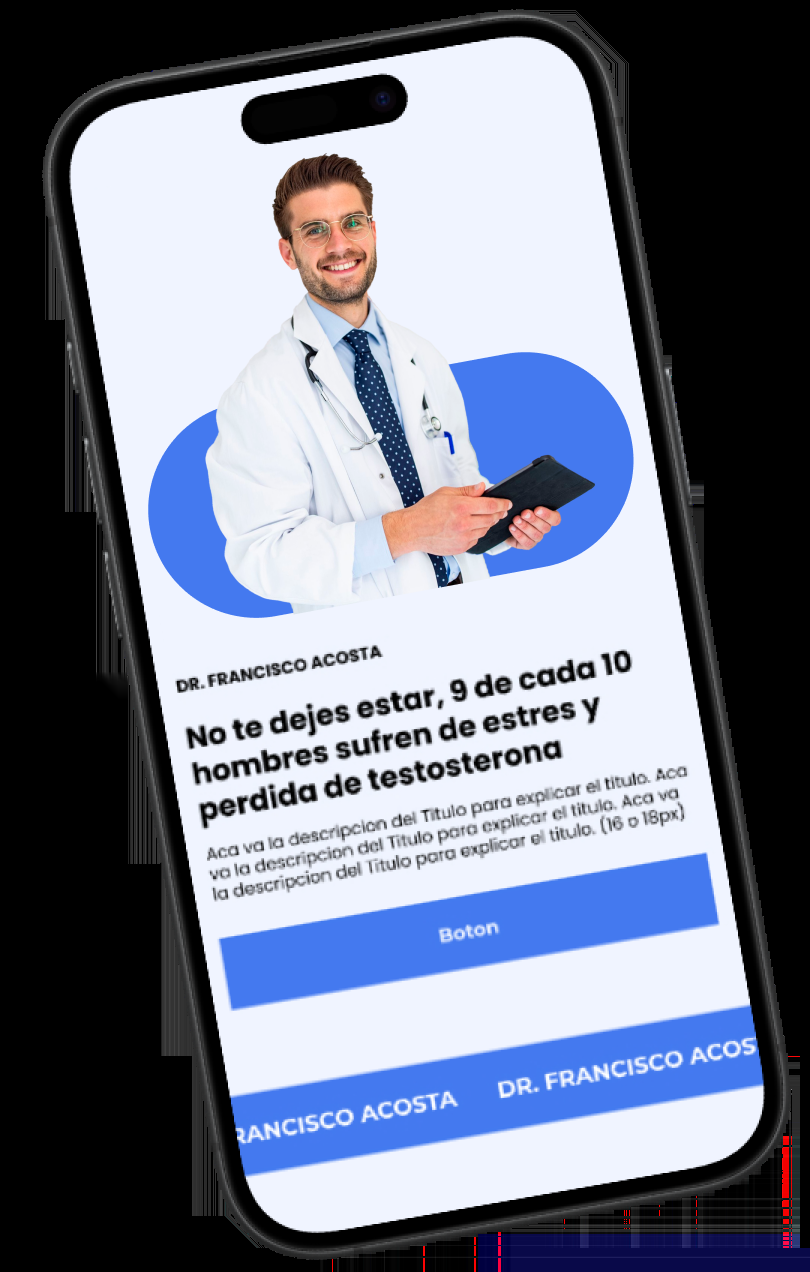 DR. FRANCISCO ACOSTA
No te dejes estar, 9 de cada 10
hombres sufren de estres y
perdida de testosterona
Aca va la descripcion del Titulo para explicar el titulo. Aca
va la descripcion del Titulo para explicar el titulo. Aca va
la descripcion del Titulo para explicar el titulo. (16 o 18px)
Boton
RANCISCO ACOSTA DR. FRANCISCO ACOS